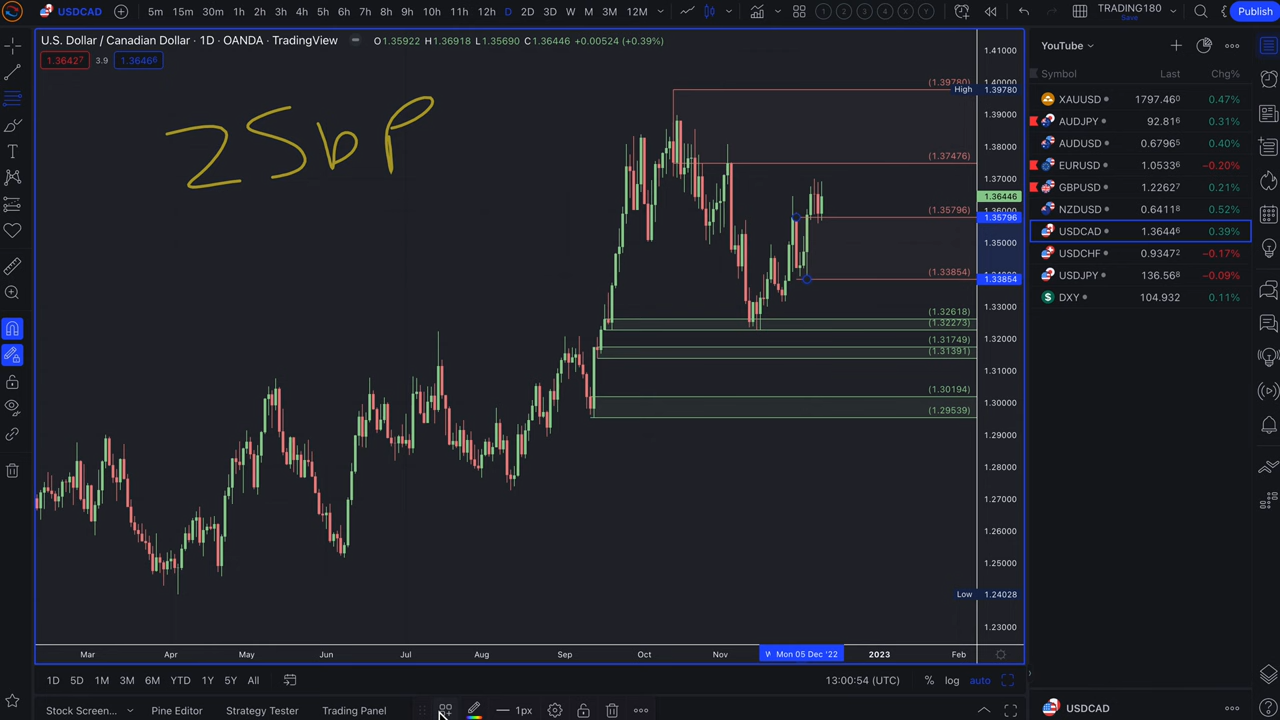 USDCAD 5m 15m 30m 1h 2h 3h 4h 5h 6h 7h 8h 9h 10h 11h 12h D 2D 3D W M 3M 12M 1 2 3 4 X Y TRADING180 Save Publish
U.S. Dollar / Canadian Dollar · 1D · OANDA · TradingView O1.35922 H1.36918 L1.35690 C1.36446 +0.00524 (+0.39%)
1.36427 3.9 1.36466
(1.39780)
High 1.39780
(1.37476)
(1.35796)
(1.33854)
(1.32618)
(1.32273)
(1.31749)
(1.31391)
(1.30194)
(1.29539)
1.41000
1.40000
1.39000
1.38000
1.37000
1.36446
1.35796
1.35000
1.33854
1.33000
1.32000
1.31000
1.30000
1.29000
1.28000
1.27000
1.26000
1.25000
Low 1.24028
1.23000
Mar Apr May Jun Jul Aug Sep Oct Nov Mon 05 Dec '22 2023 Feb
1D 5D 1M 3M 6M YTD 1Y 5Y All 13:00:54 (UTC) % log auto
Stock Screen... Pine Editor Strategy Tester Trading Panel 1px
YouTube
Symbol Last Chg%
XAUUSD 1797.460 0.47%
AUDJPY 92.816 0.31%
AUDUSD 0.67955 0.40%
EURUSD 1.05336 −0.20%
GBPUSD 1.22627 0.21%
NZDUSD 0.64118 0.52%
USDCAD 1.36446 0.39%
USDCHF 0.93472 −0.17%
USDJPY 136.568 −0.09%
DXY 104.932 0.11%
USDCAD